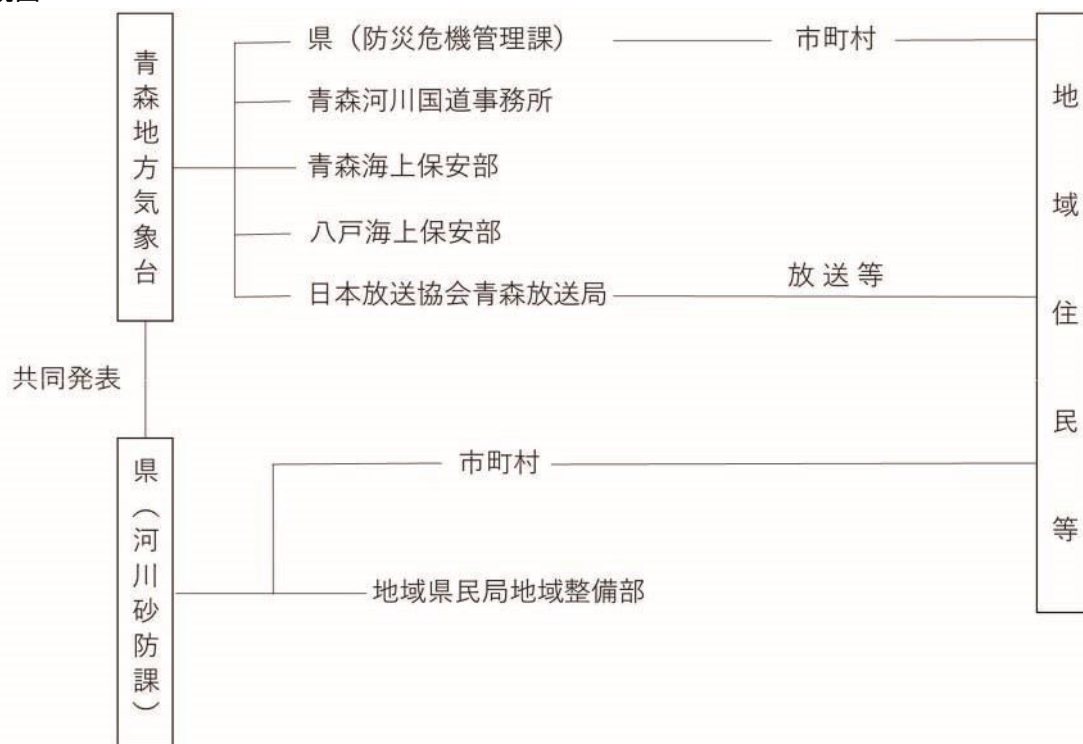 青森地方気象台
県（防災危機管理課）
市町村
青森河川国道事務所
青森海上保安部
八戸海上保安部
日本放送協会青森放送局
放送等
地域住民等
共同発表
県（河川砂防課）
市町村
地域県民局地域整備部